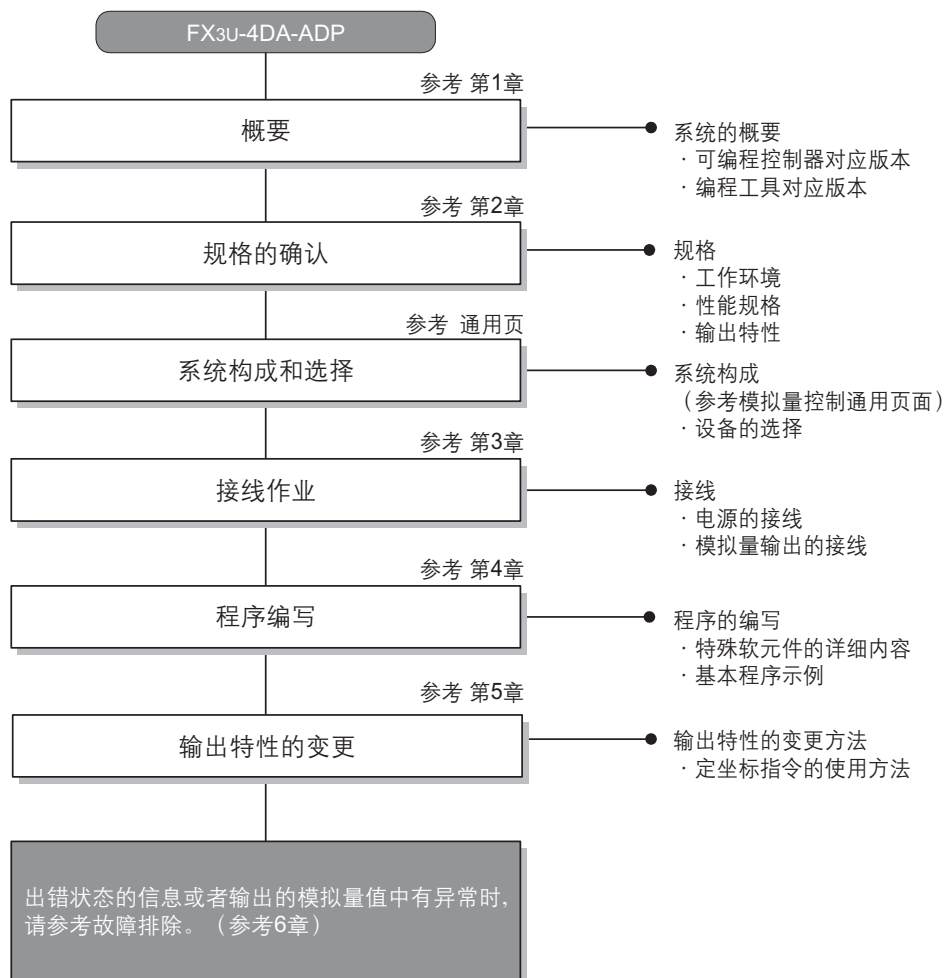 FX3U-4DA-ADP
参考 第1章
概要
系统的概要
·可编程控制器对应版本
·编程工具对应版本
参考 第2章
规格的确认
规格
·工作环境
·性能规格
·输出特性
参考 通用页
系统构成和选择
系统构成
（参考模拟量控制通用页面）
·设备的选择
参考 第3章
接线作业
接线
·电源的接线
·模拟量输出的接线
参考 第4章
程序编写
程序的编写
·特殊软元件的详细内容
·基本程序示例
参考 第5章
输出特性的变更
输出特性的变更方法
·定坐标指令的使用方法
出错状态的信息或者输出的模拟量值中有异常时,
请参考故障排除。（参考6章）